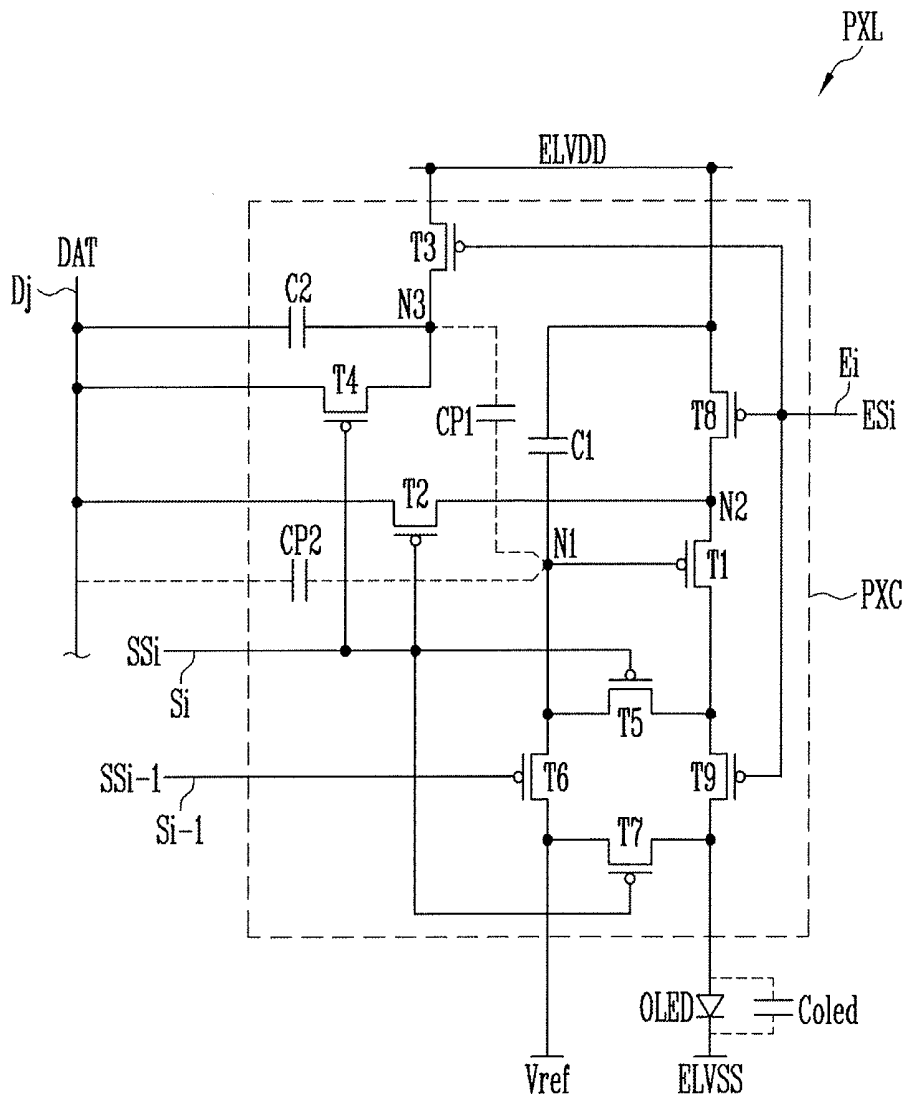 PXL
ELVDD
DAT
T3
Dj
C2
N3
T4
Ei
CP1
T8
ESi
C1
T2
N2
CP2
N1
T1
PXC
SSi
Si
T5
SSi-1
T6
T9
Si-1
T7
OLED
Coled
Vref
ELVSS